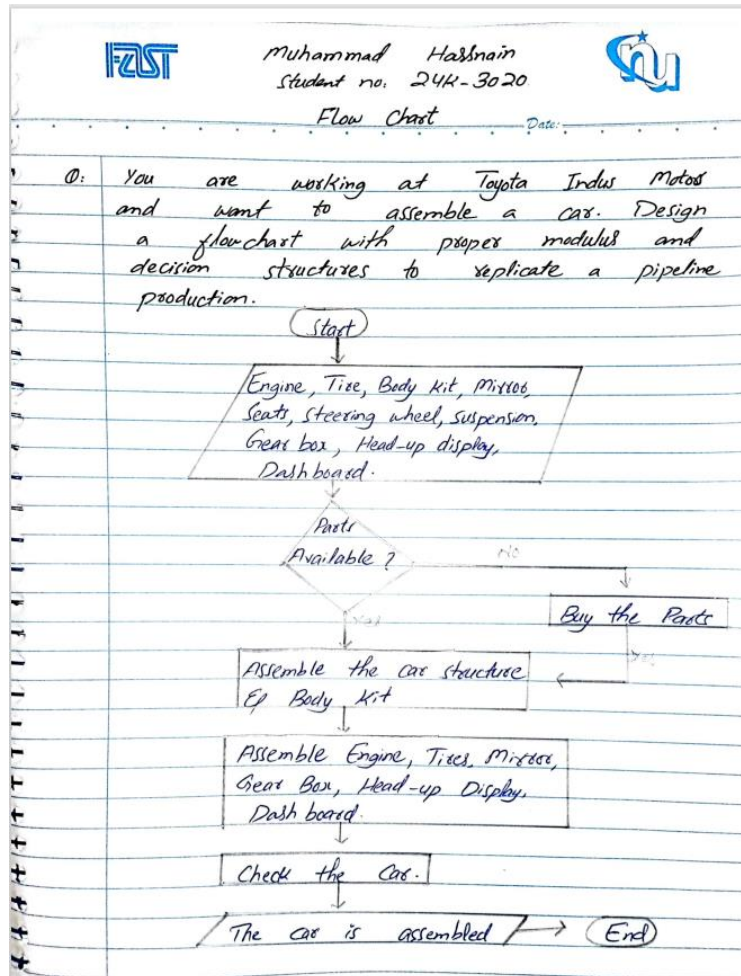 FAST
Muhammad Hassnain
Student no: 24K-3020
nu
Flow Chart
Date:
Q: You are working at Toyota Indus Motors
and want to assemble a car. Design
a flowchart with proper modulus and
decision structures to replicate a pipeline
production.
Start
Engine, Tire, Body Kit, Mirror,
Seats, Steering wheel, Suspension,
Gear box, Head-up display,
Dashboard.
Parts
Available?
No
Buy the Parts
Yes
Yes
Assemble the car structure
& Body Kit
Assemble Engine, Tires, Mirror,
Gear Box, Head-up Display,
Dash board.
Check the Car.
The car is assembled
End